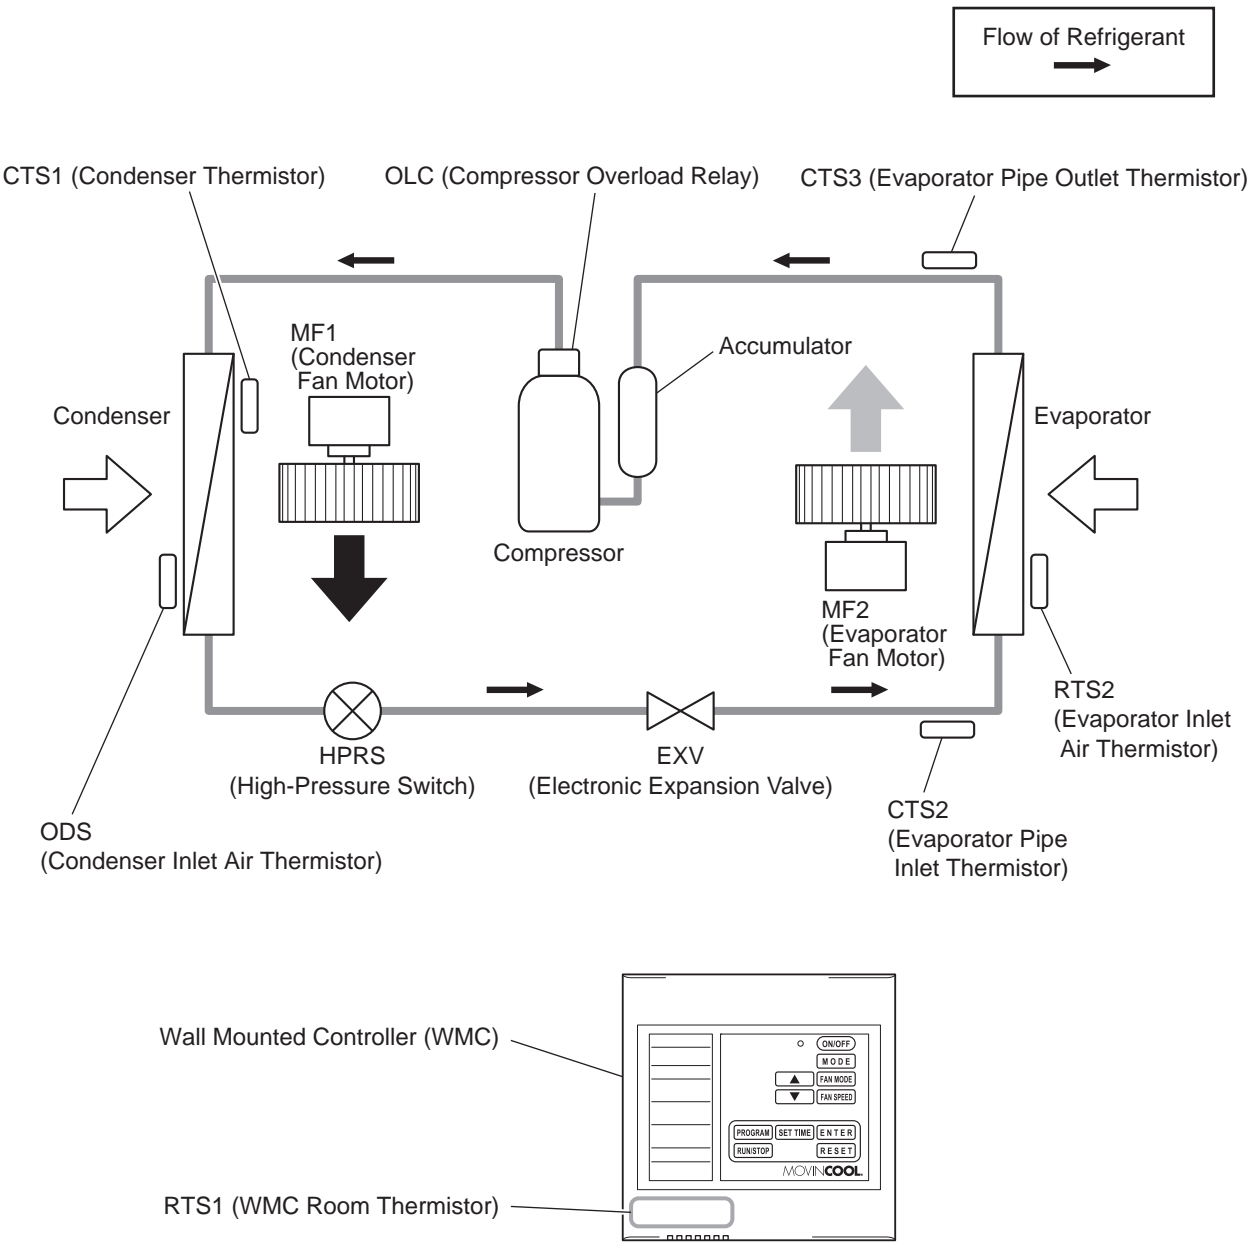 Flow of Refrigerant
CTS1 (Condenser Thermistor)
OLC (Compressor Overload Relay)
CTS3 (Evaporator Pipe Outlet Thermistor)
MF1
(Condenser
Fan Motor)
Accumulator
Condenser
Evaporator
Compressor
MF2
(Evaporator
Fan Motor)
RTS2
(Evaporator Inlet
Air Thermistor)
HPRS
(High-Pressure Switch)
EXV
(Electronic Expansion Valve)
CTS2
(Evaporator Pipe
Inlet Thermistor)
ODS
(Condenser Inlet Air Thermistor)
Wall Mounted Controller (WMC)
ON/OFF
MODE
FAN MODE
FAN SPEED
PROGRAM SET TIME ENTER
RUN/STOP RESET
MOVINCOOL
RTS1 (WMC Room Thermistor)